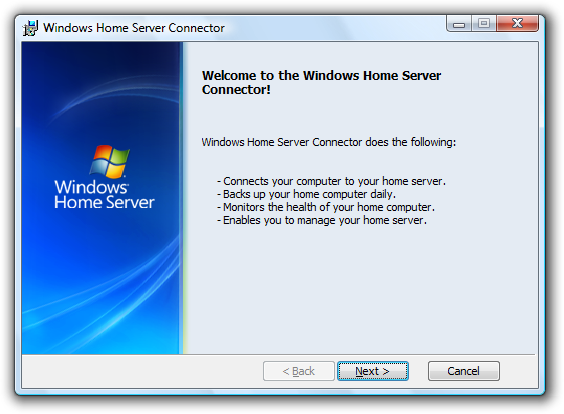 Windows Home Server Connector
Welcome to the Windows Home Server
Connector!
Windows Home Server Connector does the following:
- Connects your computer to your home server.
- Backs up your home computer daily.
- Monitors the health of your home computer.
- Enables you to manage your home server.
Windows
Home Server
< Back
Next >
Cancel